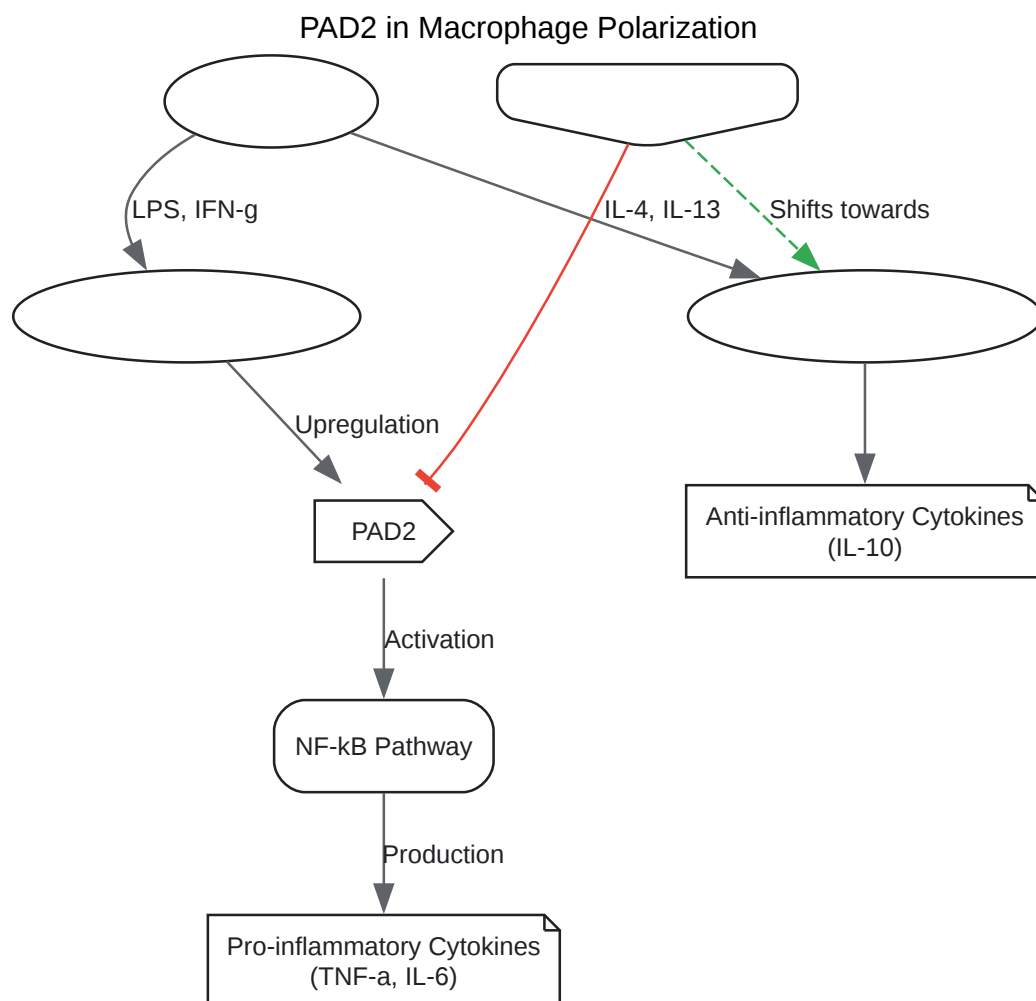 PAD2 in Macrophage Polarization
LPS, IFN-g
IL-4, IL-13
Shifts towards
Upregulation
PAD2
Anti-inflammatory Cytokines
(IL-10)
Activation
NF-kB Pathway
Production
Pro-inflammatory Cytokines
(TNF-a, IL-6)